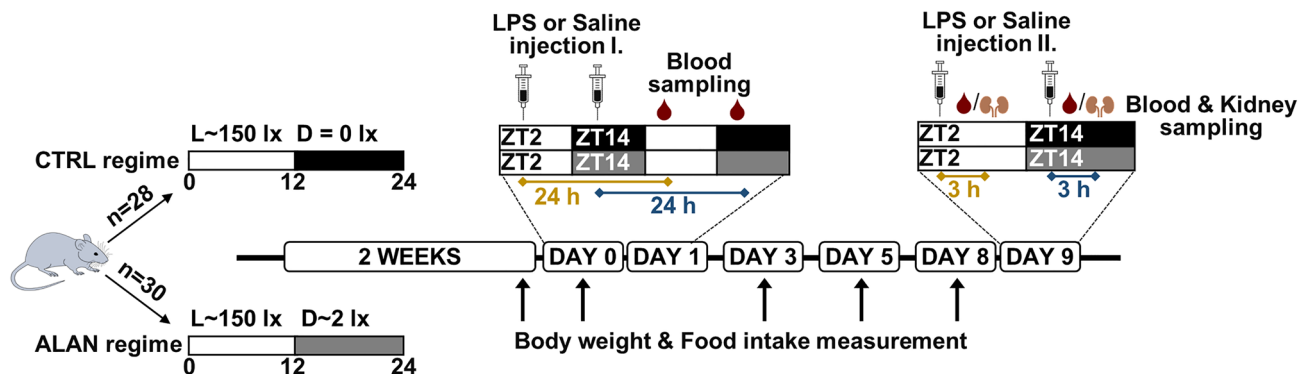 LPS or Saline
injection I.
Blood
sampling
LPS or Saline
injection II.
Blood & Kidney
sampling
L~150 lx D = 0 lx
CTRL regime
0 12 24
ZT2 ZT14
ZT2 ZT14
24 h
24 h
/
/
ZT2 ZT14
ZT2 ZT14
3 h
3 h
n=28
n=30
2 WEEKS
DAY 0
DAY 1
DAY 3
DAY 5
DAY 8
DAY 9
Body weight & Food intake measurement
L~150 lx D~2 lx
ALAN regime
0 12 24